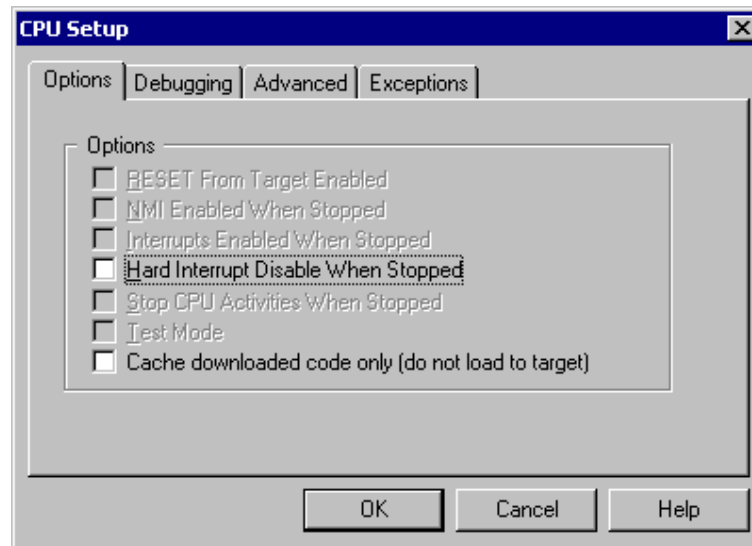 CPU Setup
Options Debugging Advanced Exceptions
Options
RESET From Target Enabled
NMI Enabled When Stopped
Interrupts Enabled When Stopped
Hard Interrupt Disable When Stopped
Stop CPU Activities When Stopped
Test Mode
Cache downloaded code only (do not load to target)
OK Cancel Help